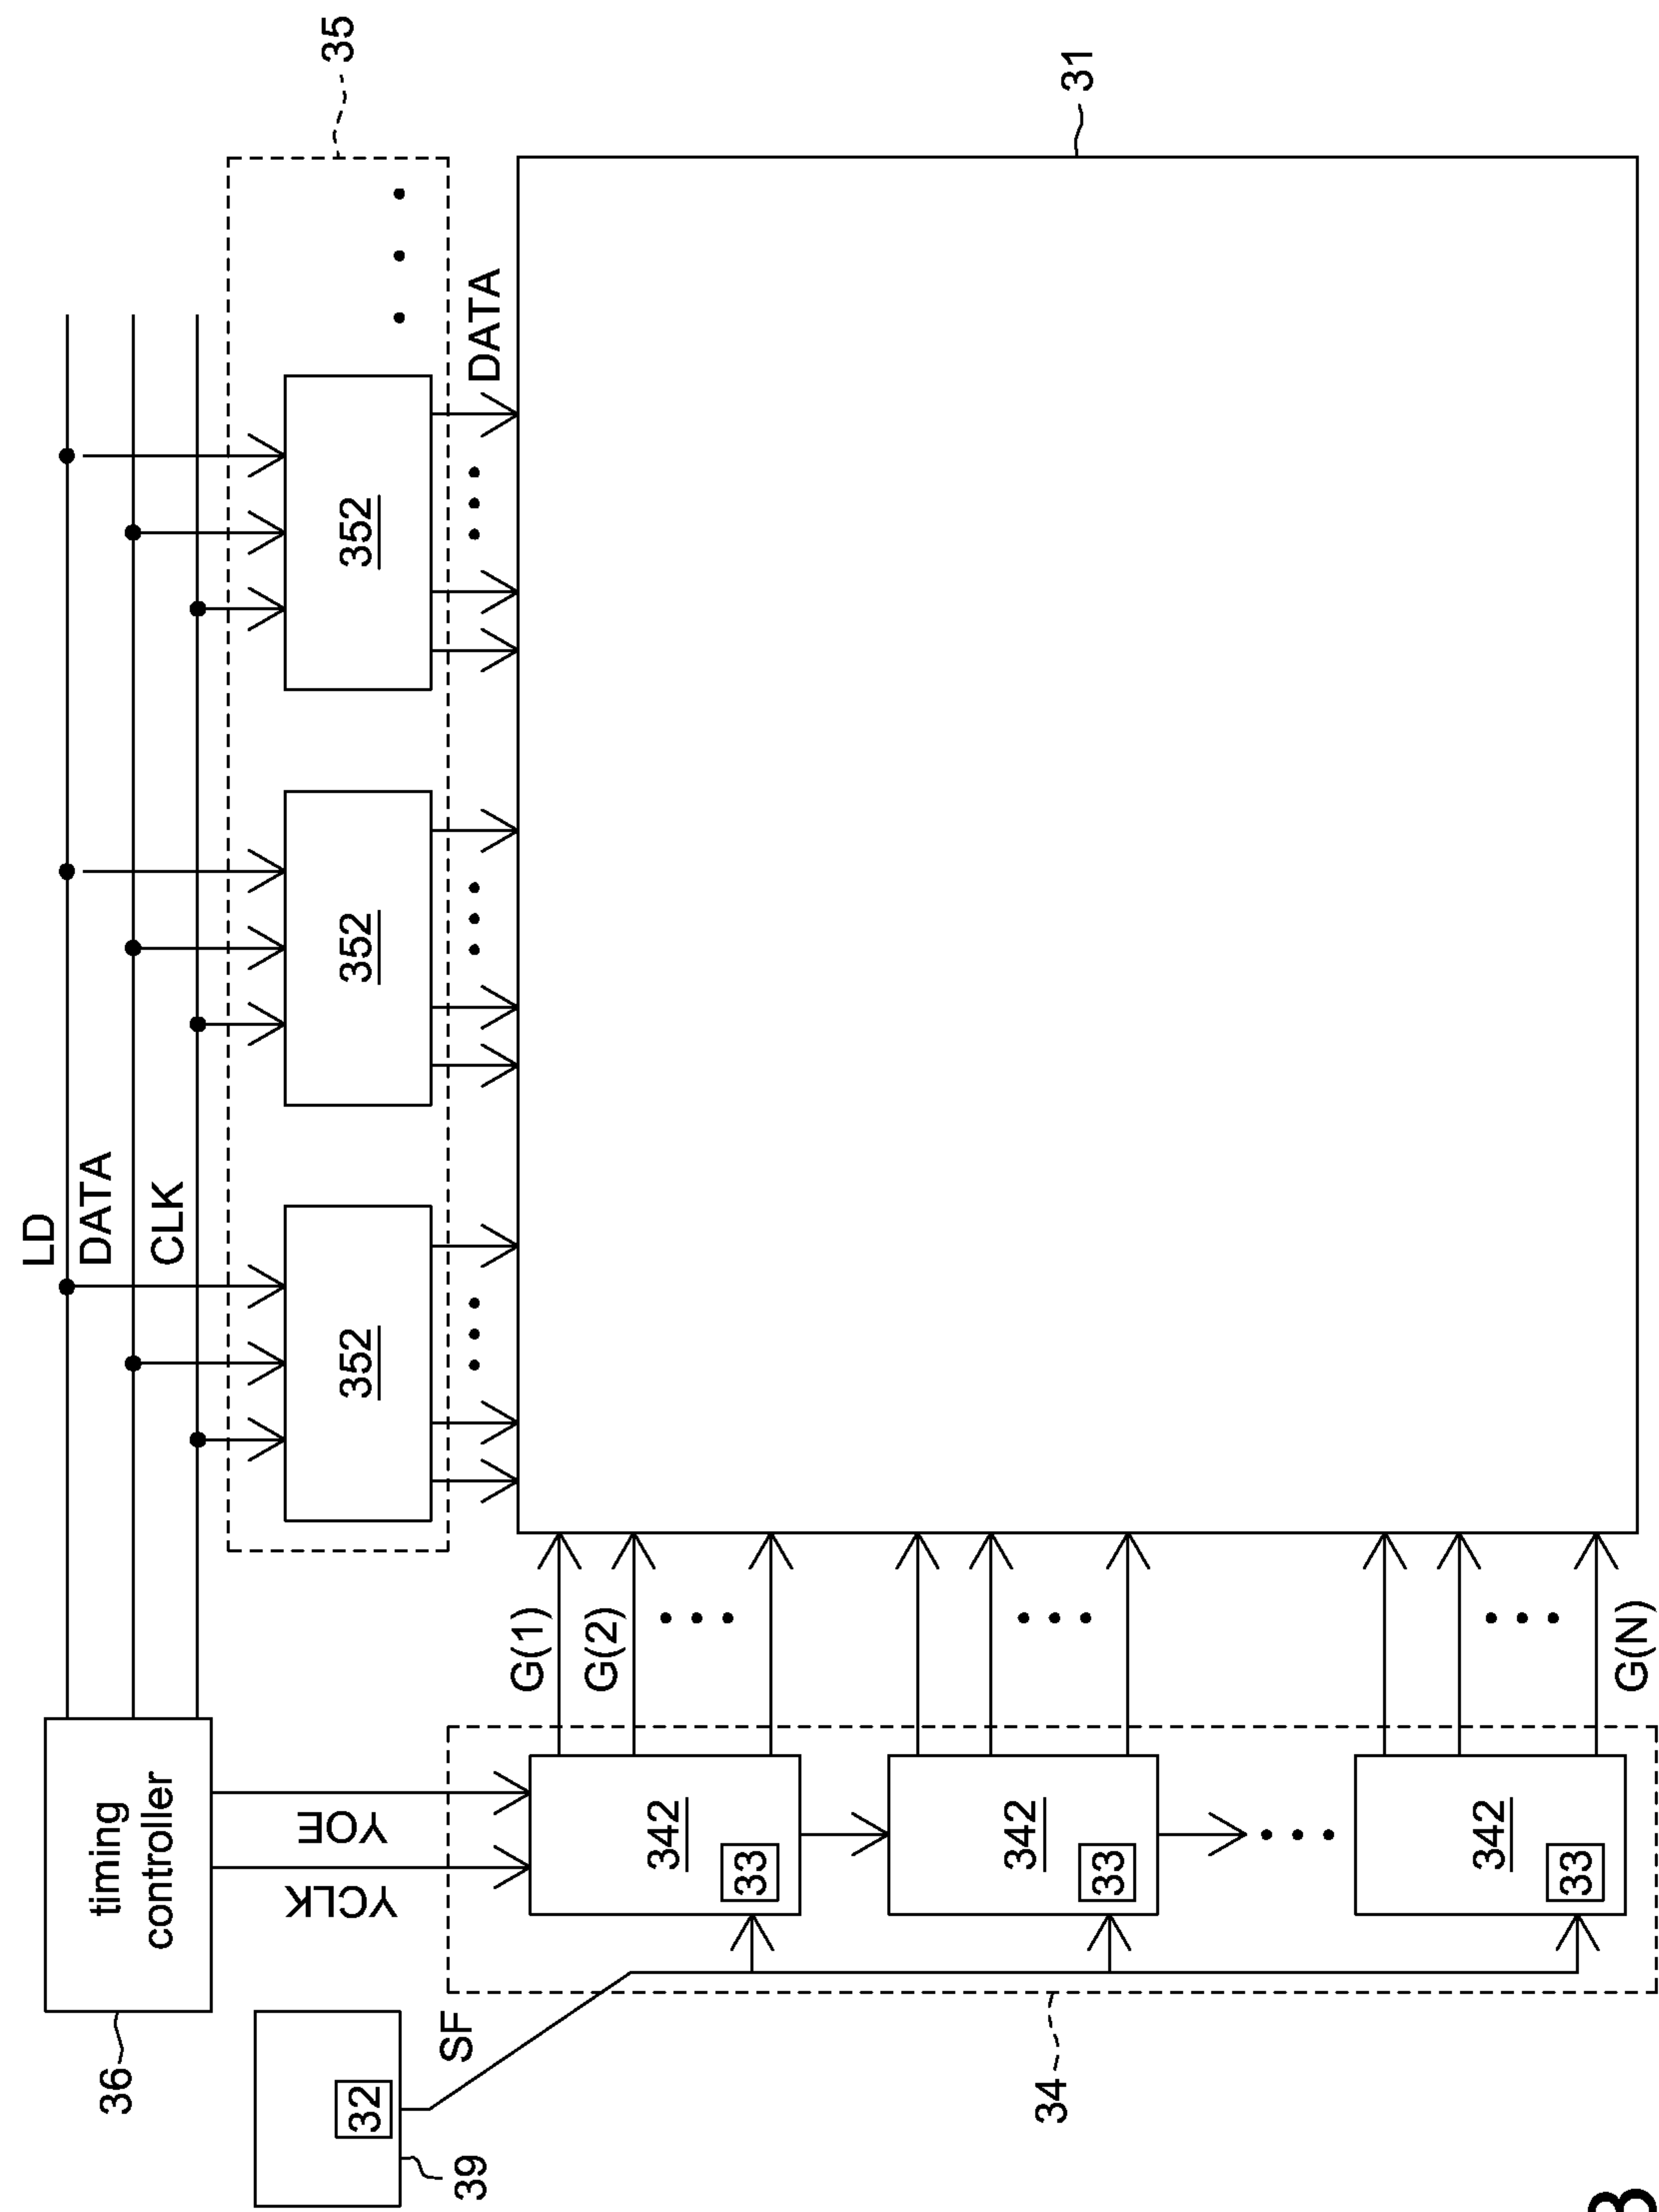 35
31
LD
DATA
CLK
DATA
352
352
352
timing
controller
36
YOE
YCLK
G(1)
G(2)
G(N)
342
33
342
33
342
33
SF
32
39
34
3